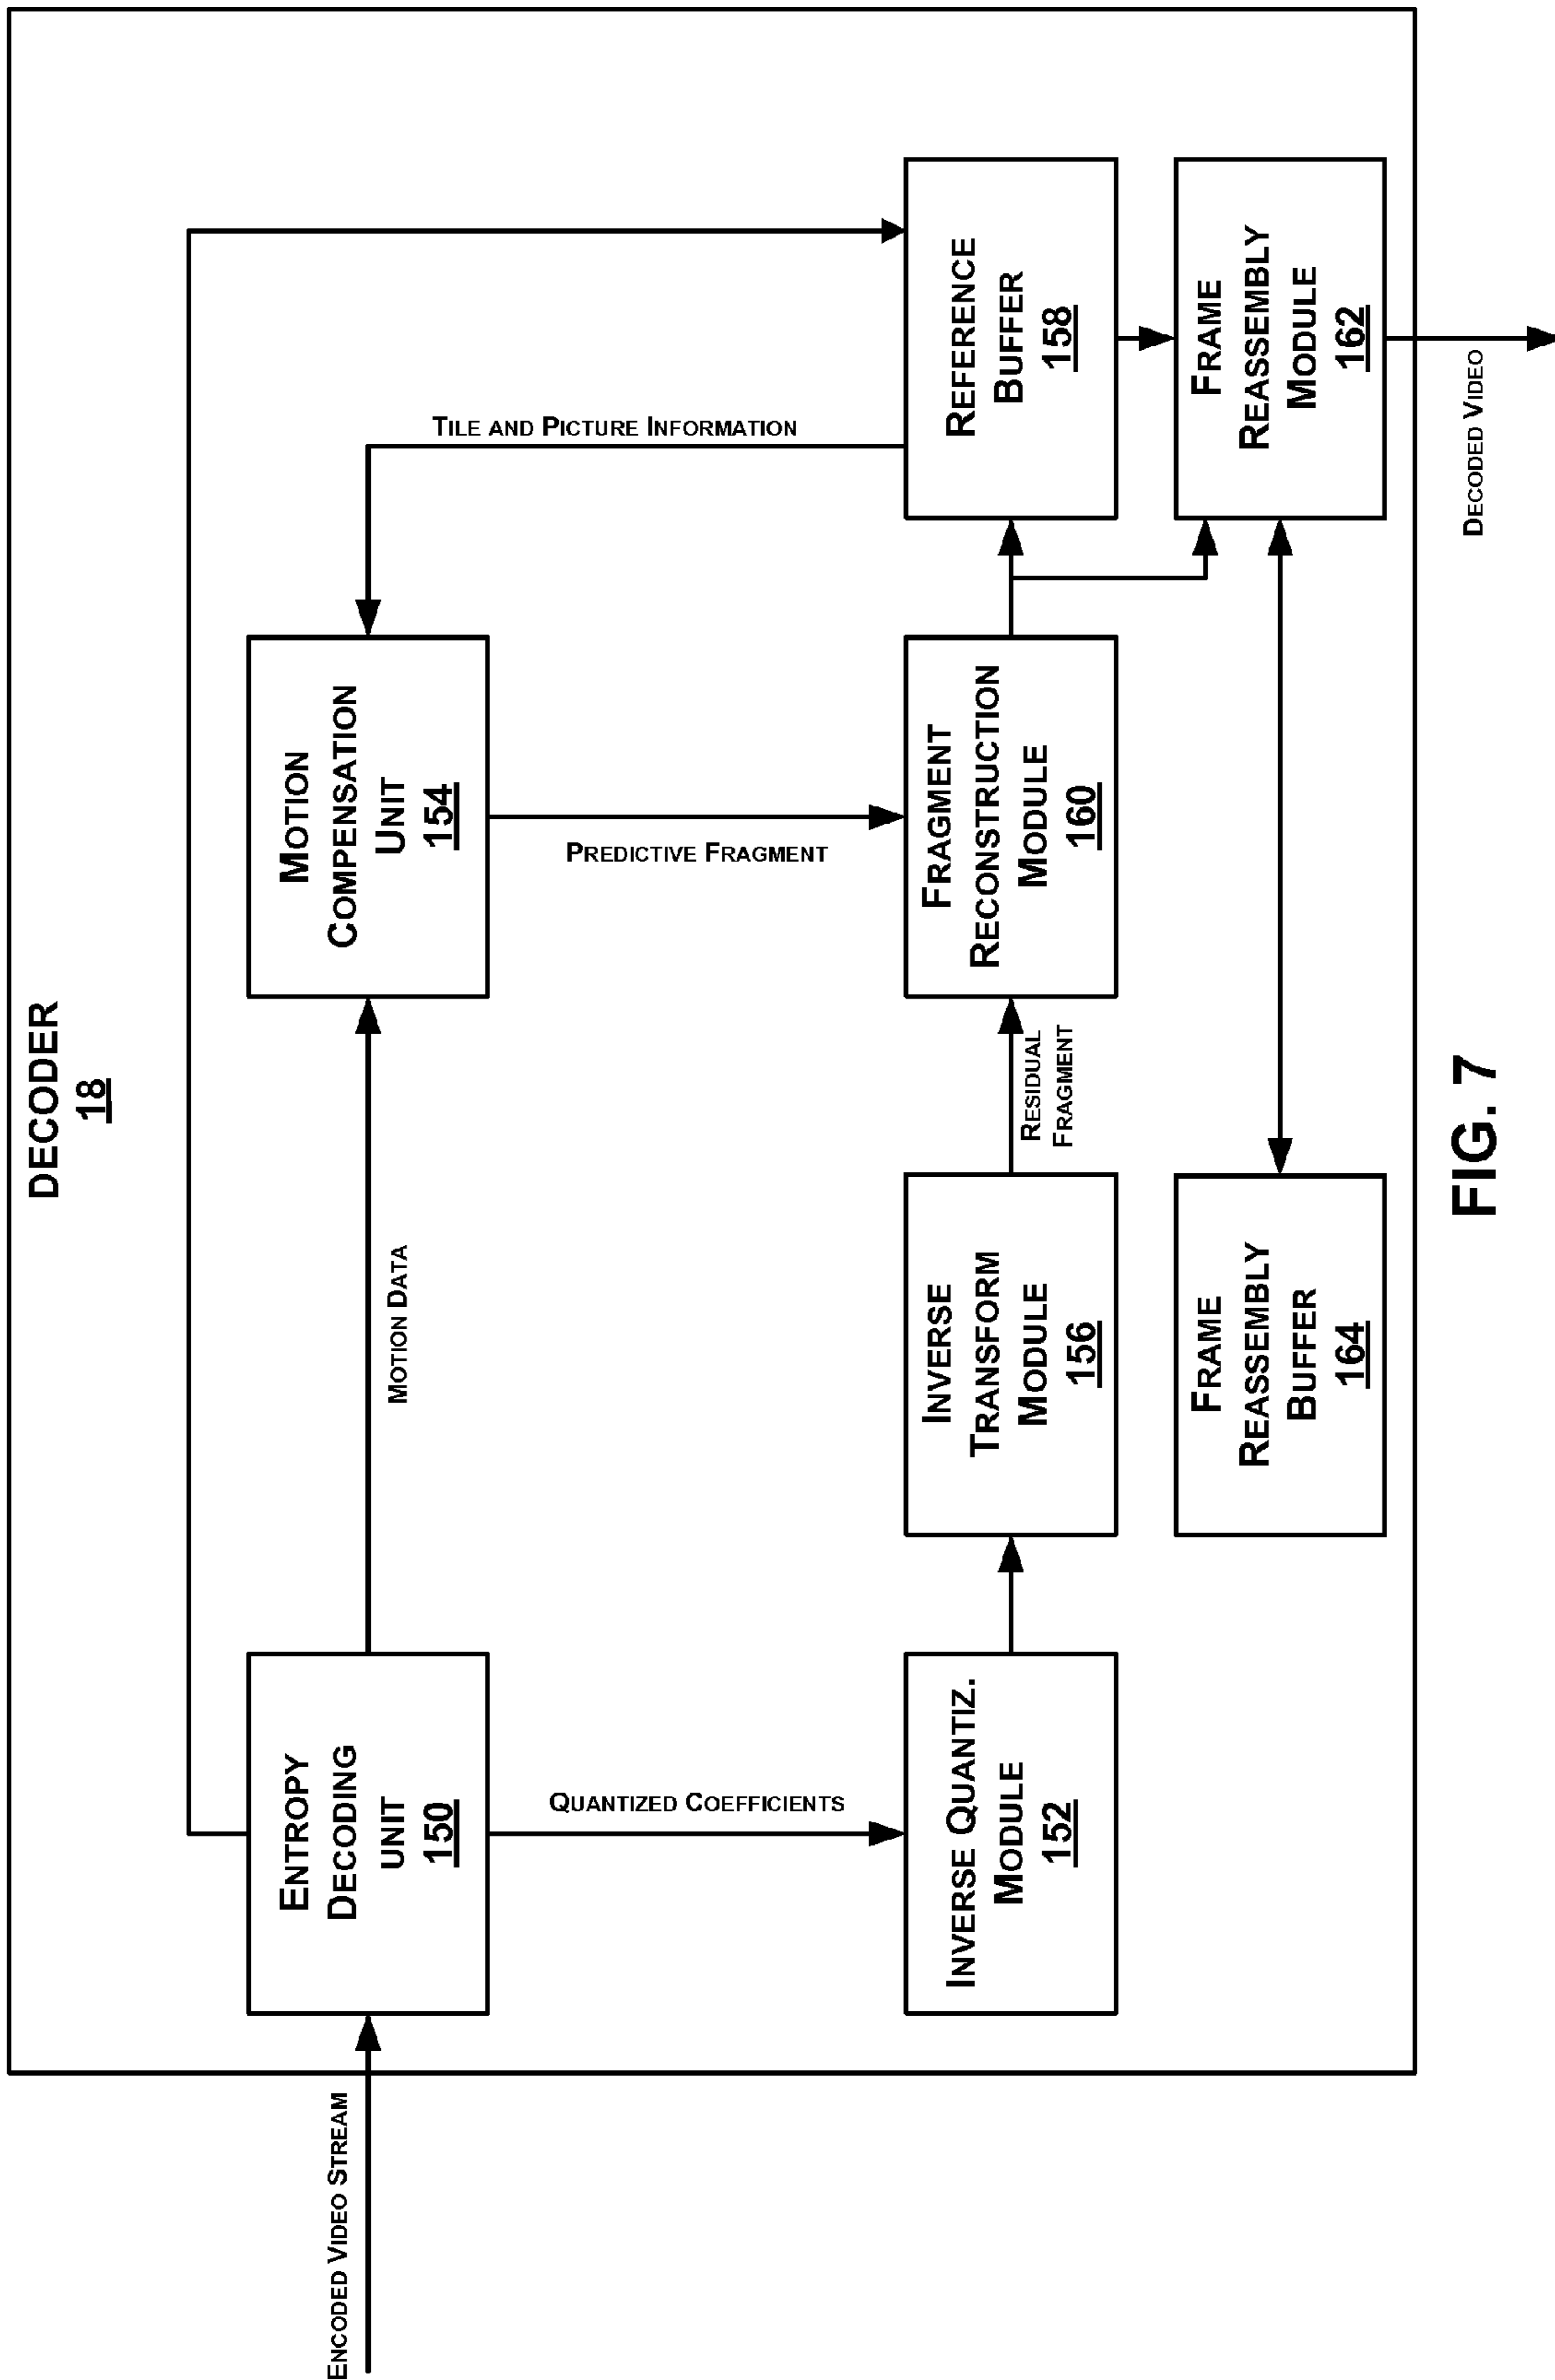 DECODER
18
ENCODED VIDEO STREAM
ENTROPY
DECODING
UNIT
150
MOTION DATA
MOTION
COMPENSATION
UNIT
154
TILE AND PICTURE INFORMATION
QUANTIZED COEFFICIENTS
PREDICTIVE FRAGMENT
INVERSE QUANTIZ.
MODULE
152
INVERSE
TRANSFORM
MODULE
156
RESIDUAL
FRAGMENT
FRAGMENT
RECONSTRUCTION
MODULE
160
REFERENCE
BUFFER
158
FRAME
REASSEMBLY
BUFFER
164
FRAME
REASSEMBLY
MODULE
162
DECODED VIDEO
FIG. 7